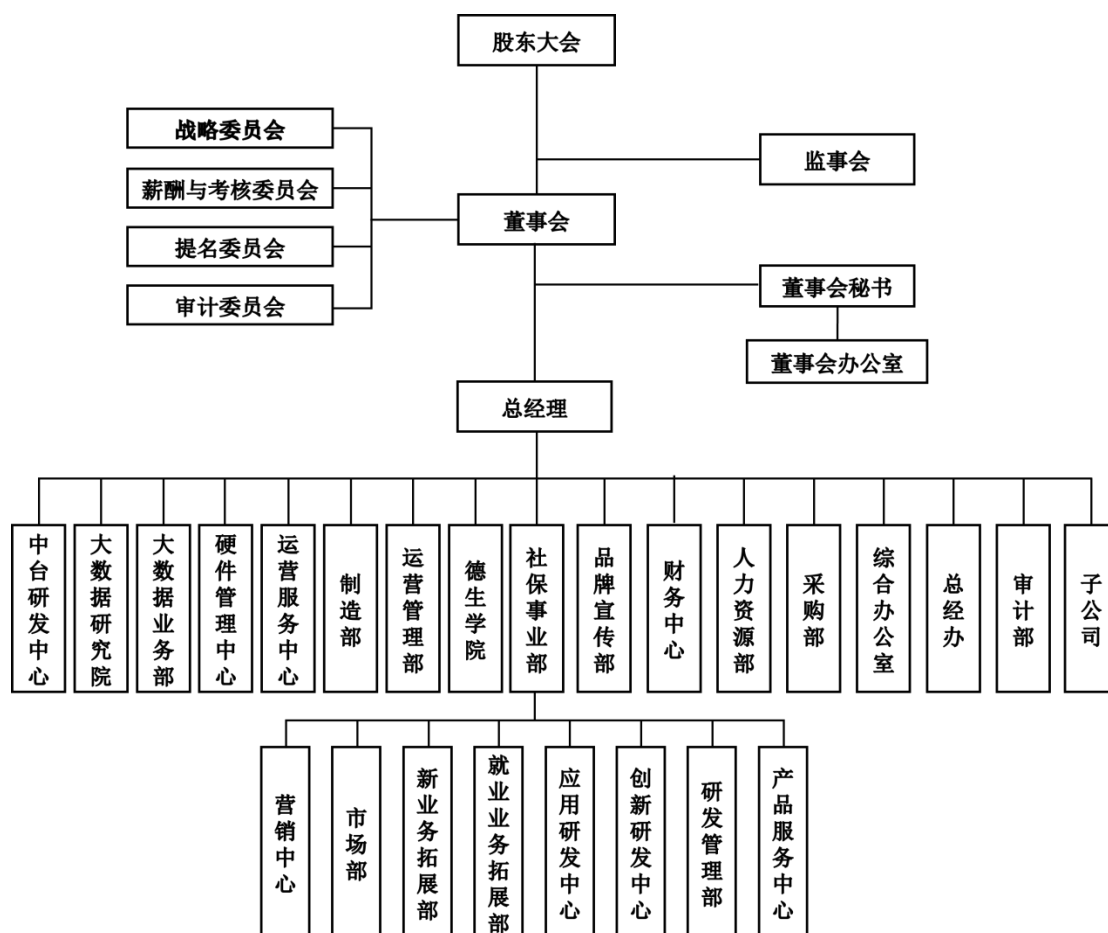 股东大会
战略委员会
监事会
薪酬与考核委员会
董事会
提名委员会
董事会秘书
审计委员会
董事会办公室
总经理
中台研发中心
大数据研究院
大数据业务部
硬件管理中心
运营服务中心
制造部
运营管理部
德生学院
社保事业部
品牌宣传部
财务中心
人力资源部
采购部
综合办公室
总经办
审计部
子公司
营销中心
市场部
新业务拓展部
就业业务拓展部
应用研发中心
创新研发中心
研发管理部
产品服务中心